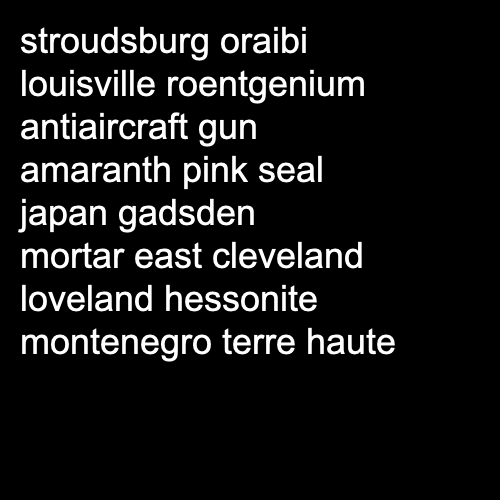 stroudsburg oraibi
louisville roentgenium
antiaircraft gun
amaranth pink seal
japan gadsden
mortar east cleveland
loveland hessonite
montenegro terre haute